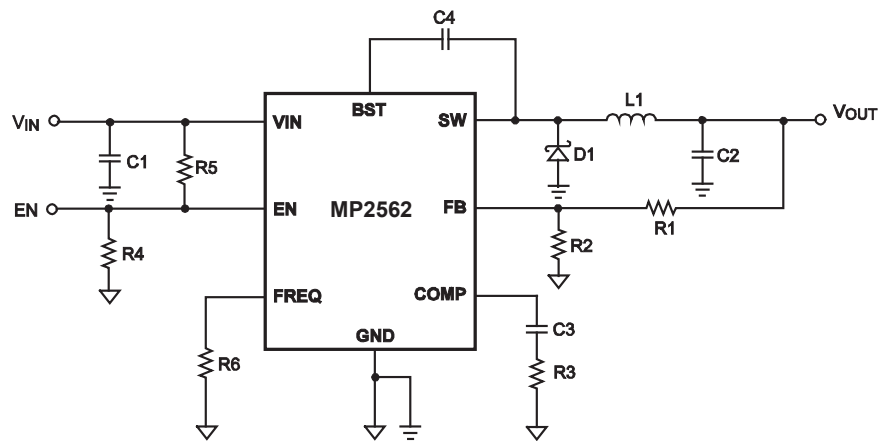 C4
BST
VIN
VIN
SW
L1
VOUT
C1
R5
D1
C2
EN
EN
MP2562
FB
R4
R2
R1
FREQ
COMP
GND
C3
R6
R3